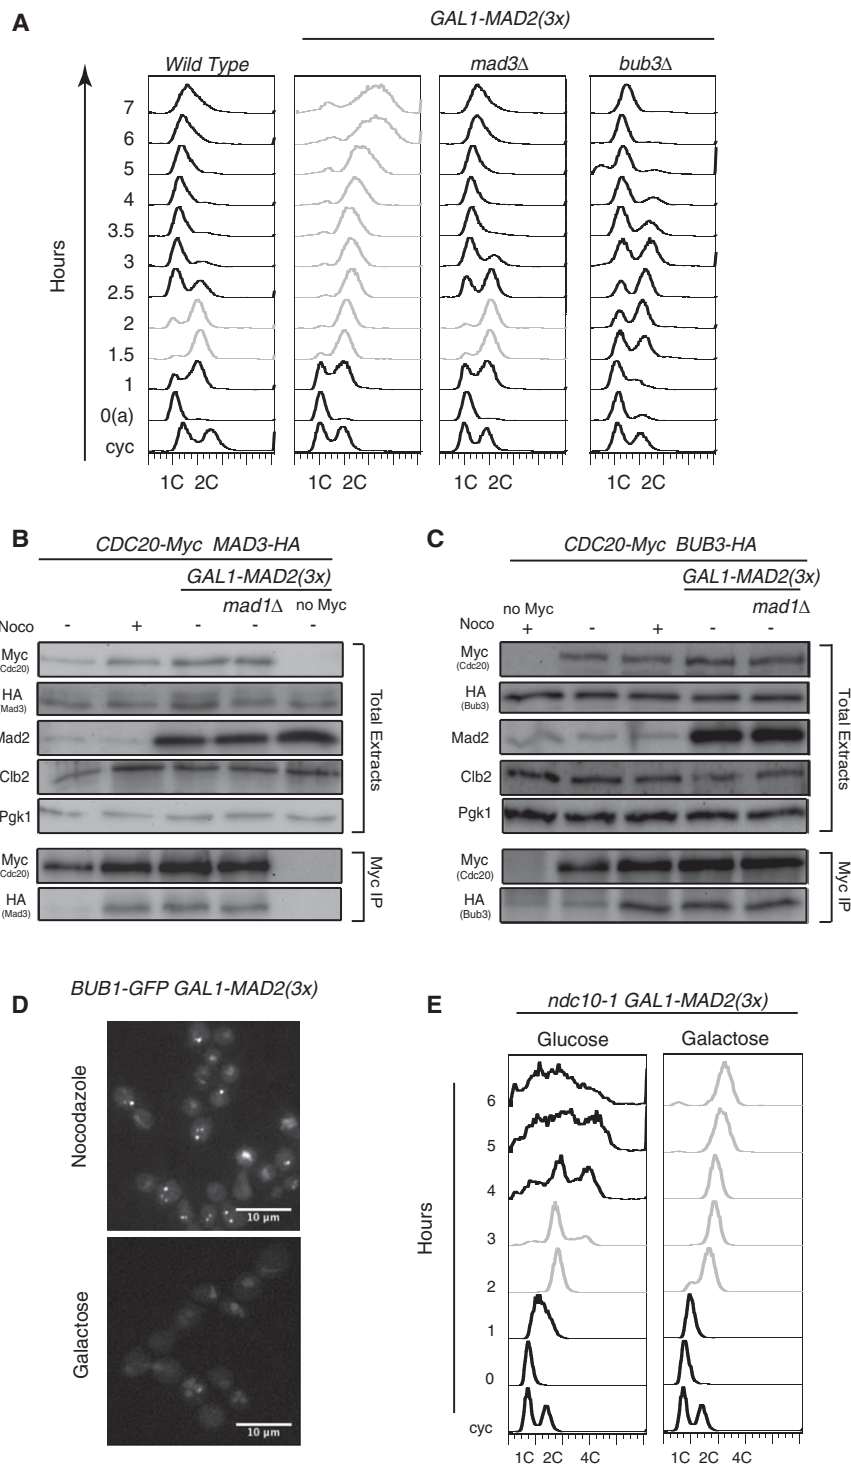 A
GAL1-MAD2(3x)
Wild Type
mad3Δ
bub3Δ
Hours
7
6
5
4
3.5
3
2.5
2
1.5
1
0(a)
cyc
1C 2C
1C 2C
1C 2C
1C 2C
B
CDC20-Myc MAD3-HA
GAL1-MAD2(3x)
mad1Δ no Myc
Noco - + - - -
Myc
(Cdc20)
HA
(Mad3)
Mad2
Clb2
Pgk1
Total Extracts
Myc
(Cdc20)
HA
(Mad3)
Myc IP
C
CDC20-Myc BUB3-HA
GAL1-MAD2(3x)
no Myc mad1Δ
Noco + - + - -
Myc
(Cdc20)
HA
(Bub3)
Mad2
Clb2
Pgk1
Total Extracts
Myc
(Cdc20)
HA
(Bub3)
Myc IP
D
BUB1-GFP GAL1-MAD2(3x)
Nocodazole
10 µm
Galactose
10 µm
E
ndc10-1 GAL1-MAD2(3x)
Glucose
Galactose
Hours
6
5
4
3
2
1
0
cyc
1C 2C 4C
1C 2C 4C